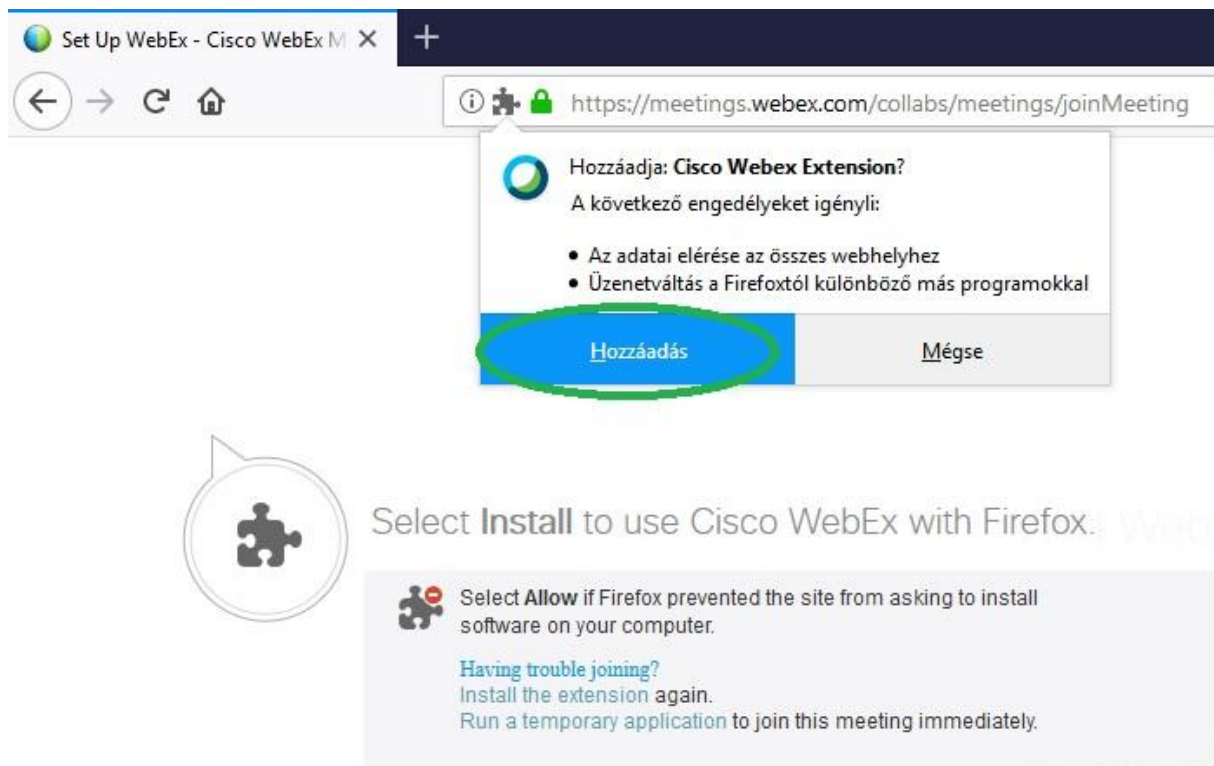 Set Up WebEx - Cisco WebEx M
https://meetings.webex.com/collabs/meetings/joinMeeting
Hozzáadja: Cisco Webex Extension?
A következő engedélyeket igényli:
• Az adatai elérése az összes webhelyhez
• Üzenetváltás a Firefoxtól különböző más programokkal
Hozzáadás Mégse
Select Install to use Cisco WebEx with Firefox.
Select Allow if Firefox prevented the site from asking to install
software on your computer.
Having trouble joining?
Install the extension again.
Run a temporary application to join this meeting immediately.